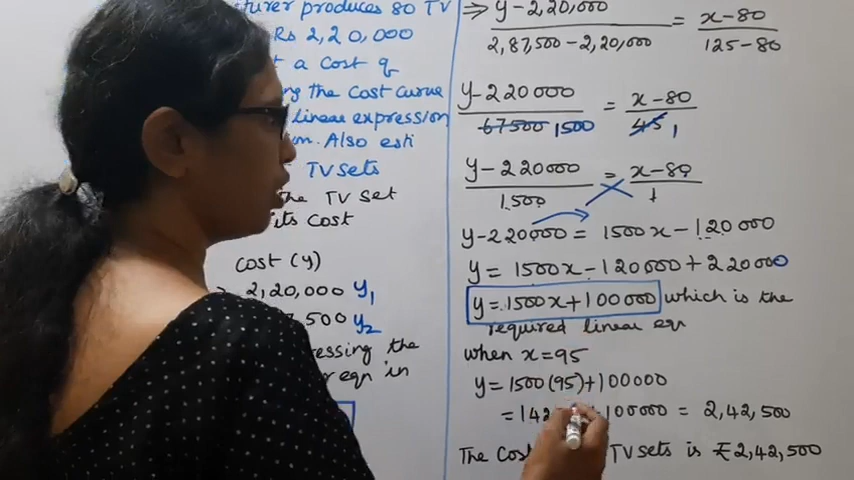 turer produces 80 TV
Rs 2,20,000
t a cost of
ng the Cost Curve
linear expression
m. Also esti
TV Sets
the TV Set
its Cost
Cost (y)
2,20,000 y1
500 y2
ssing the
r eqn in
⇒ y-2,20,000 / 2,87,500-2,20,000 = x-80 / 125-80
y-220000 / 67500 1500 = x-80 / 45 1
y-220000 / 1500 = x-80 / 1
y-220000 = 1500x-120000
y = 1500x-120000+220000
y = 1500x+100000 which is the
required linear eqn
when x=95
y=1500(95)+100000
=142 100000 = 2,42,500
The Cost TV Sets is ₹2,42,500